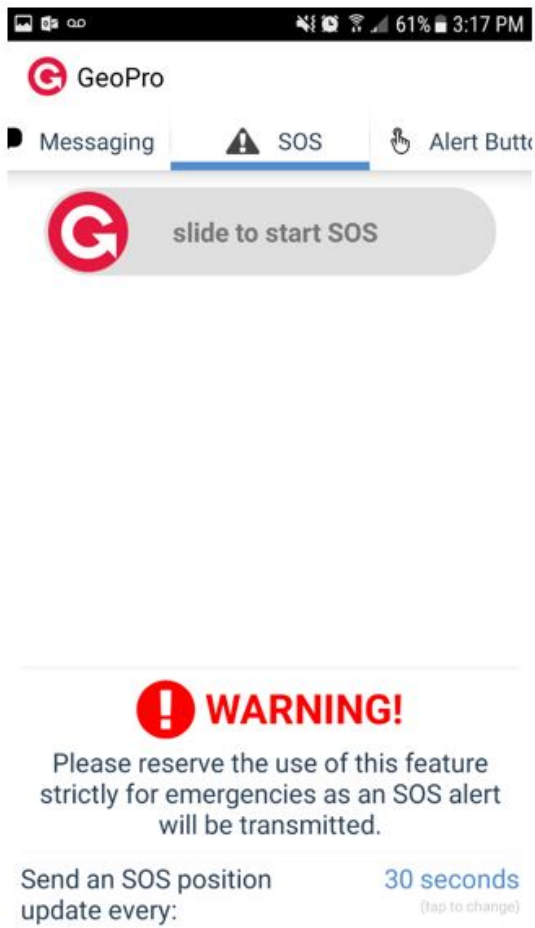 61% 3:17 PM
GeoPro
Messaging SOS Alert Butto
slide to start SOS
WARNING!
Please reserve the use of this feature
strictly for emergencies as an SOS alert
will be transmitted.
Send an SOS position 30 seconds
update every: (tap to change)